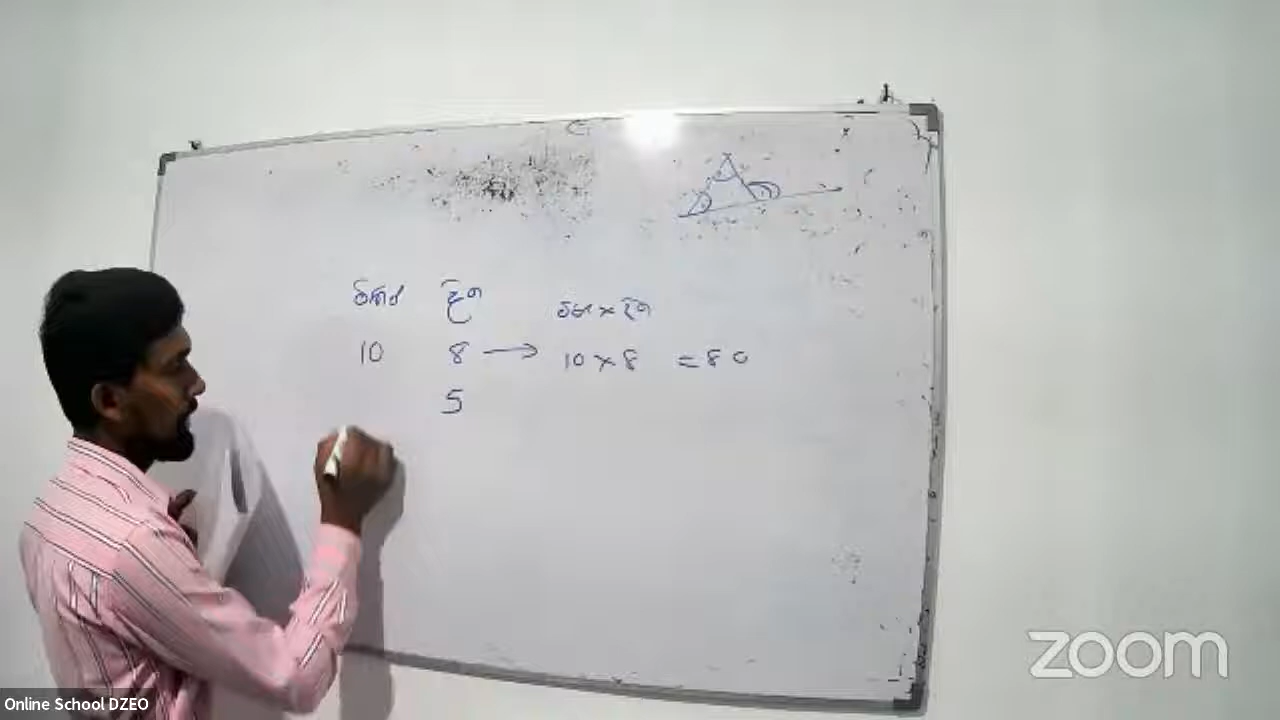 මිනිස් දින
මිනිස් × දින
10 8 → 10 × 8 = 80
5
zoom
Online School DZEO